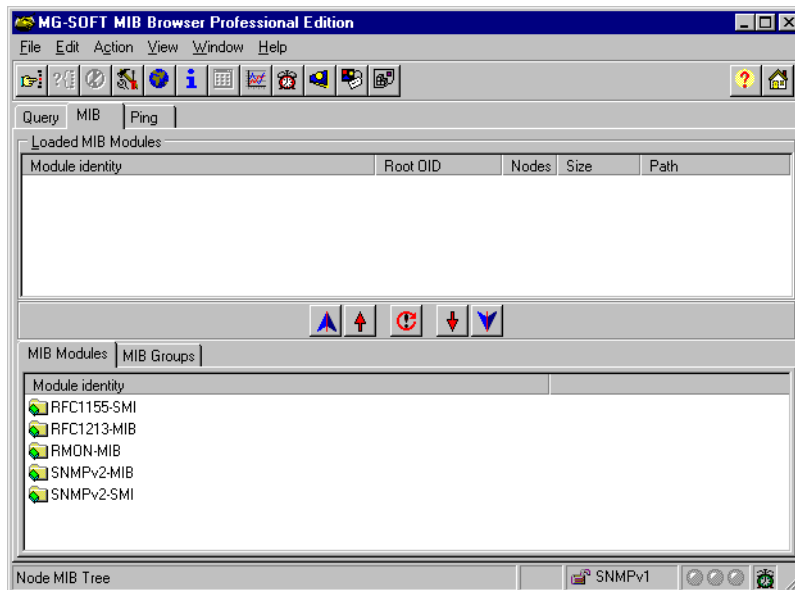 MG-SOFT MIB Browser Professional Edition
File Edit Action View Window Help
Query MIB Ping
Loaded MIB Modules
Module identity Root OID Nodes Size Path
MIB Modules MIB Groups
Module identity
RFC1155-SMI
RFC1213-MIB
RMON-MIB
SNMPv2-MIB
SNMPv2-SMI
Node MIB Tree SNMPv1